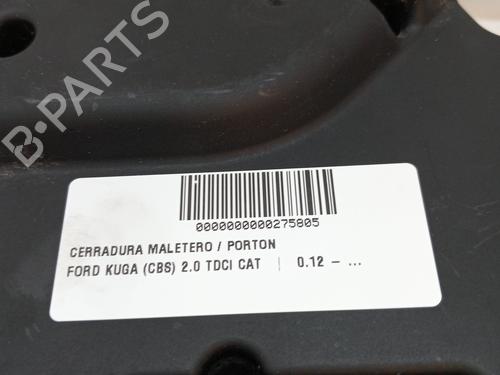 B-PARTS
0000000000275805
CERRADURA MALETERO / PORTON
FORD KUGA (CBS) 2.0 TDCI CAT | 0.12 – ...